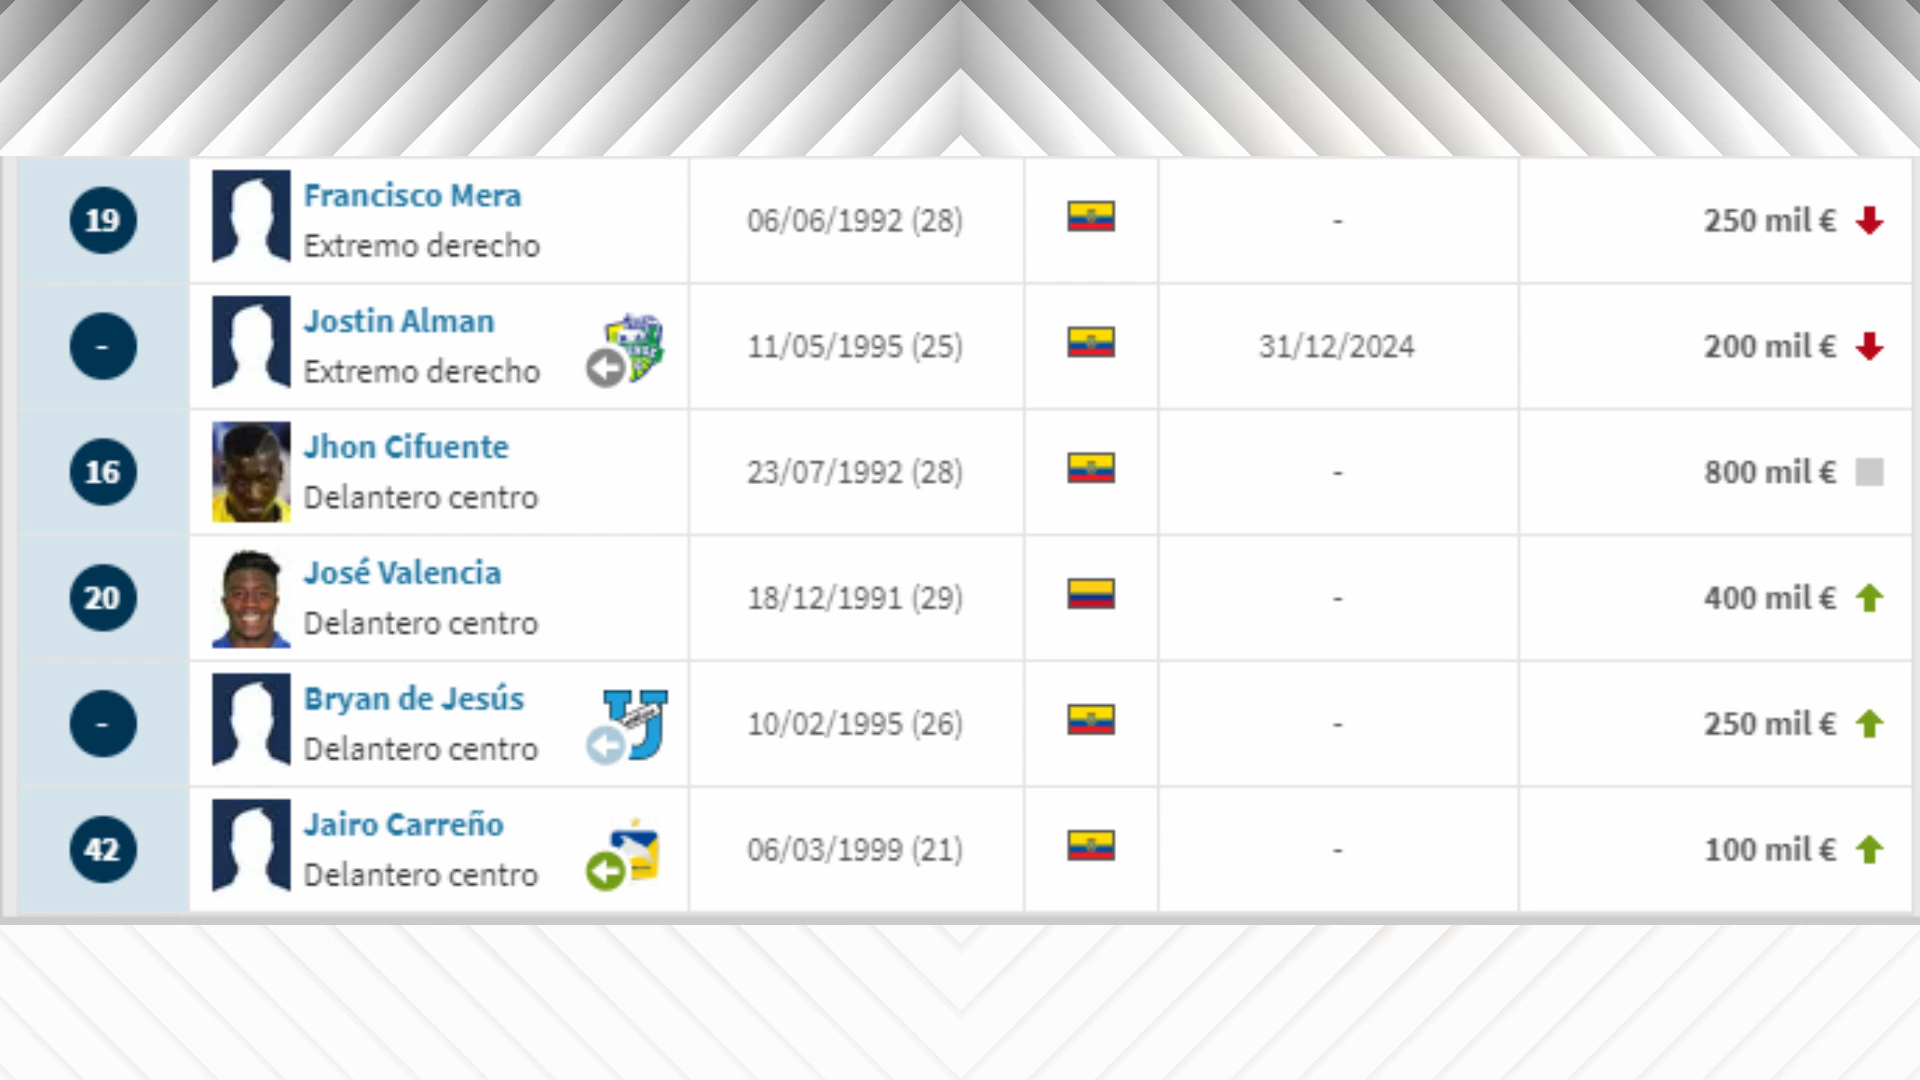 19
Francisco Mera
Extremo derecho
06/06/1992 (28)
-
250 mil €
-
Jostin Alman
Extremo derecho
11/05/1995 (25)
31/12/2024
200 mil €
16
Jhon Cifuente
Delantero centro
23/07/1992 (28)
-
800 mil €
20
José Valencia
Delantero centro
18/12/1991 (29)
-
400 mil €
-
Bryan de Jesús
Delantero centro
10/02/1995 (26)
-
250 mil €
42
Jairo Carreño
Delantero centro
06/03/1999 (21)
-
100 mil €